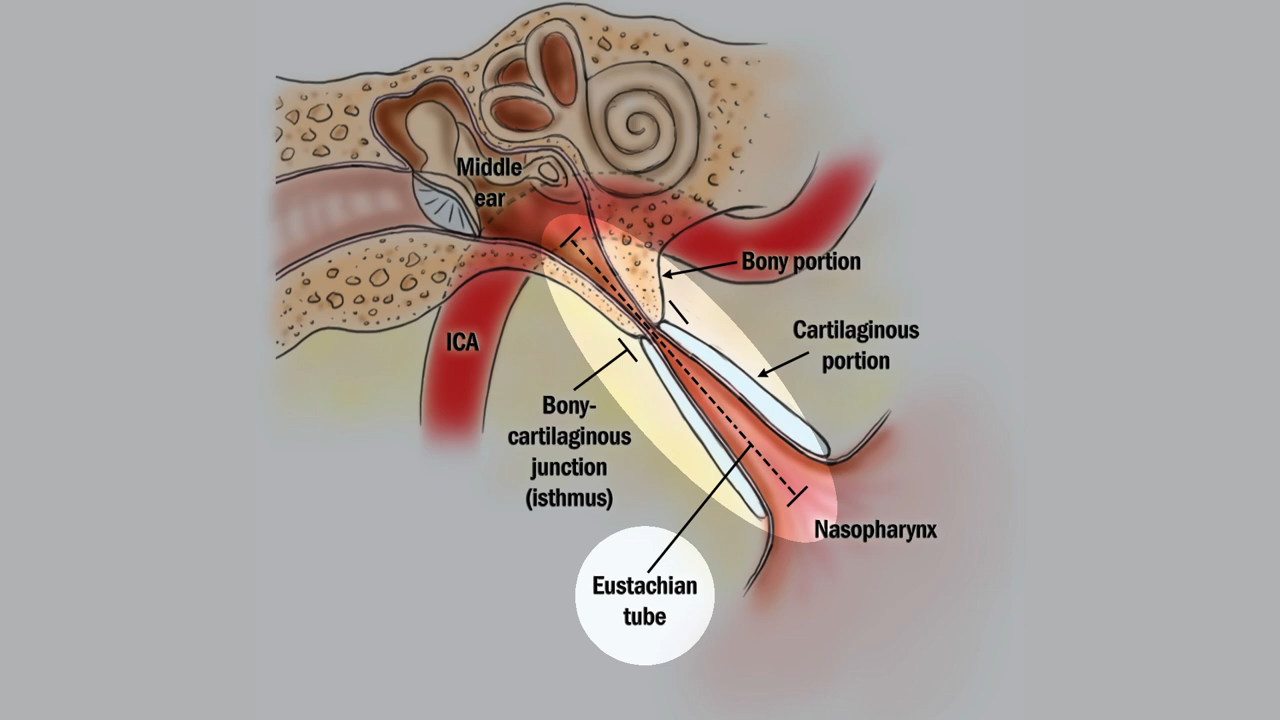 Middle
ear
Bony portion
ICA
Cartilaginous
portion
Bony-
cartilaginous
junction
(isthmus)
Nasopharynx
Eustachian
tube